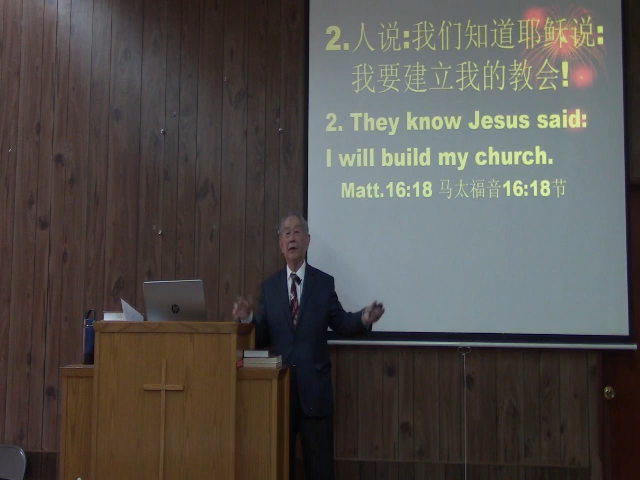 2.人说:我们知道耶稣说:
我要建立我的教会!
2. They know Jesus said:
I will build my church.
Matt.16:18 马太福音16:18节